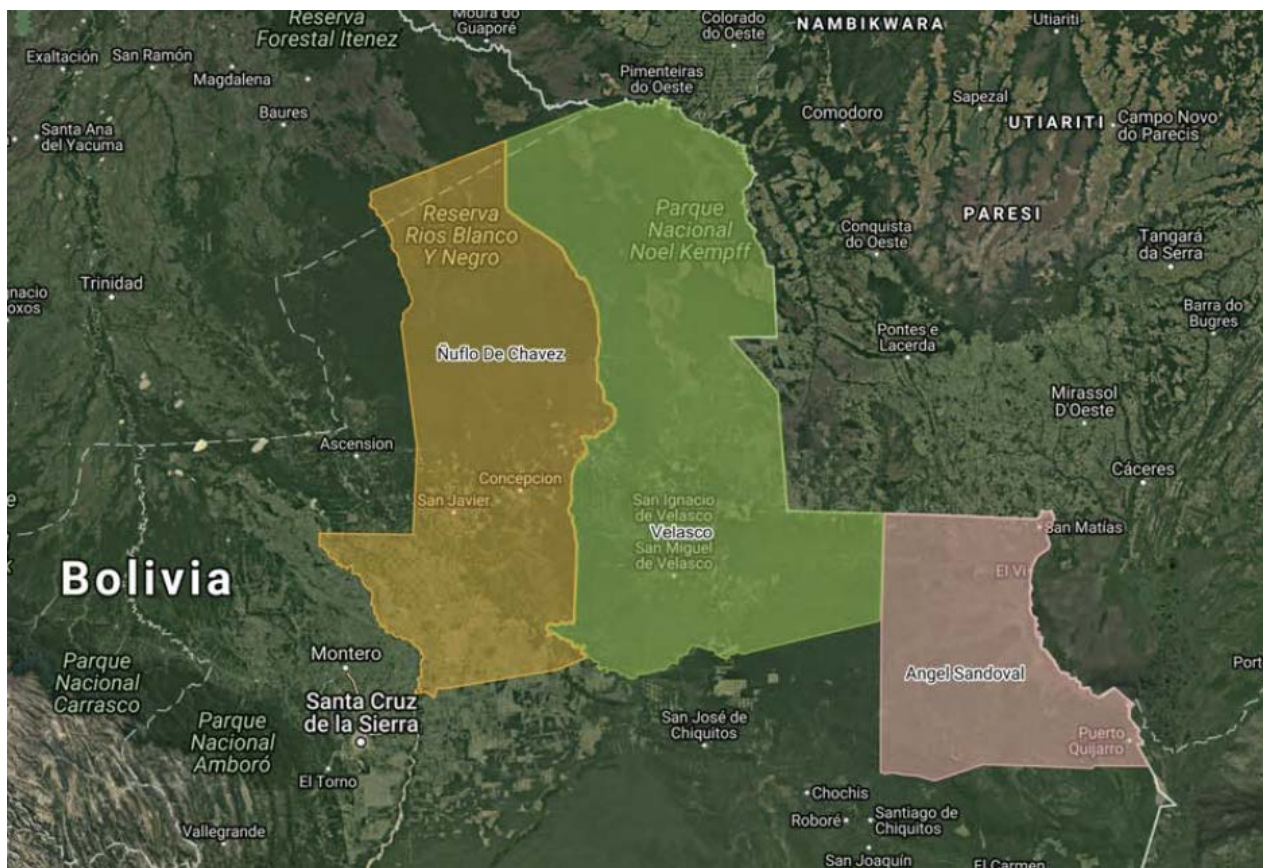 Reserva
Forestal Itenez
Moura do
Guaporé
Colorado
do Oeste
NAMBIKWARA
Utiariti
Exaltación
San Ramón
Magdalena
Pimenteiras
do Oeste
Baures
Comodoro
Sapezal
UTIARITI
Campo Novo
do Parecis
Santa Ana
del Yacuma
Reserva
Rios Blanco
Y Negro
Parque
Nacional
Noel Kempff
PARESI
Conquista
do Oeste
Tangará
da Serra
Trinidad
gnacio
oxos
Barra do
Bugres
Pontes e
Lacerda
Ñuflo De Chavez
Mirassol
D'Oeste
Ascension
Cáceres
Concepcion
San Javier
San Ignacio
de Velasco
Velasco
San Miguel
de Velasco
San Matías
El Vi
Bolivia
Montero
Parque
Nacional
Carrasco
Santa Cruz
de la Sierra
Angel Sandoval
Port
Parque
Nacional
Amboró
San José de
Chiquitos
Puerto
Quijarro
El Torno
Chochis
Roboré
Santiago de
Chiquitos
Vallegrande
San Joaquín
El Carmen